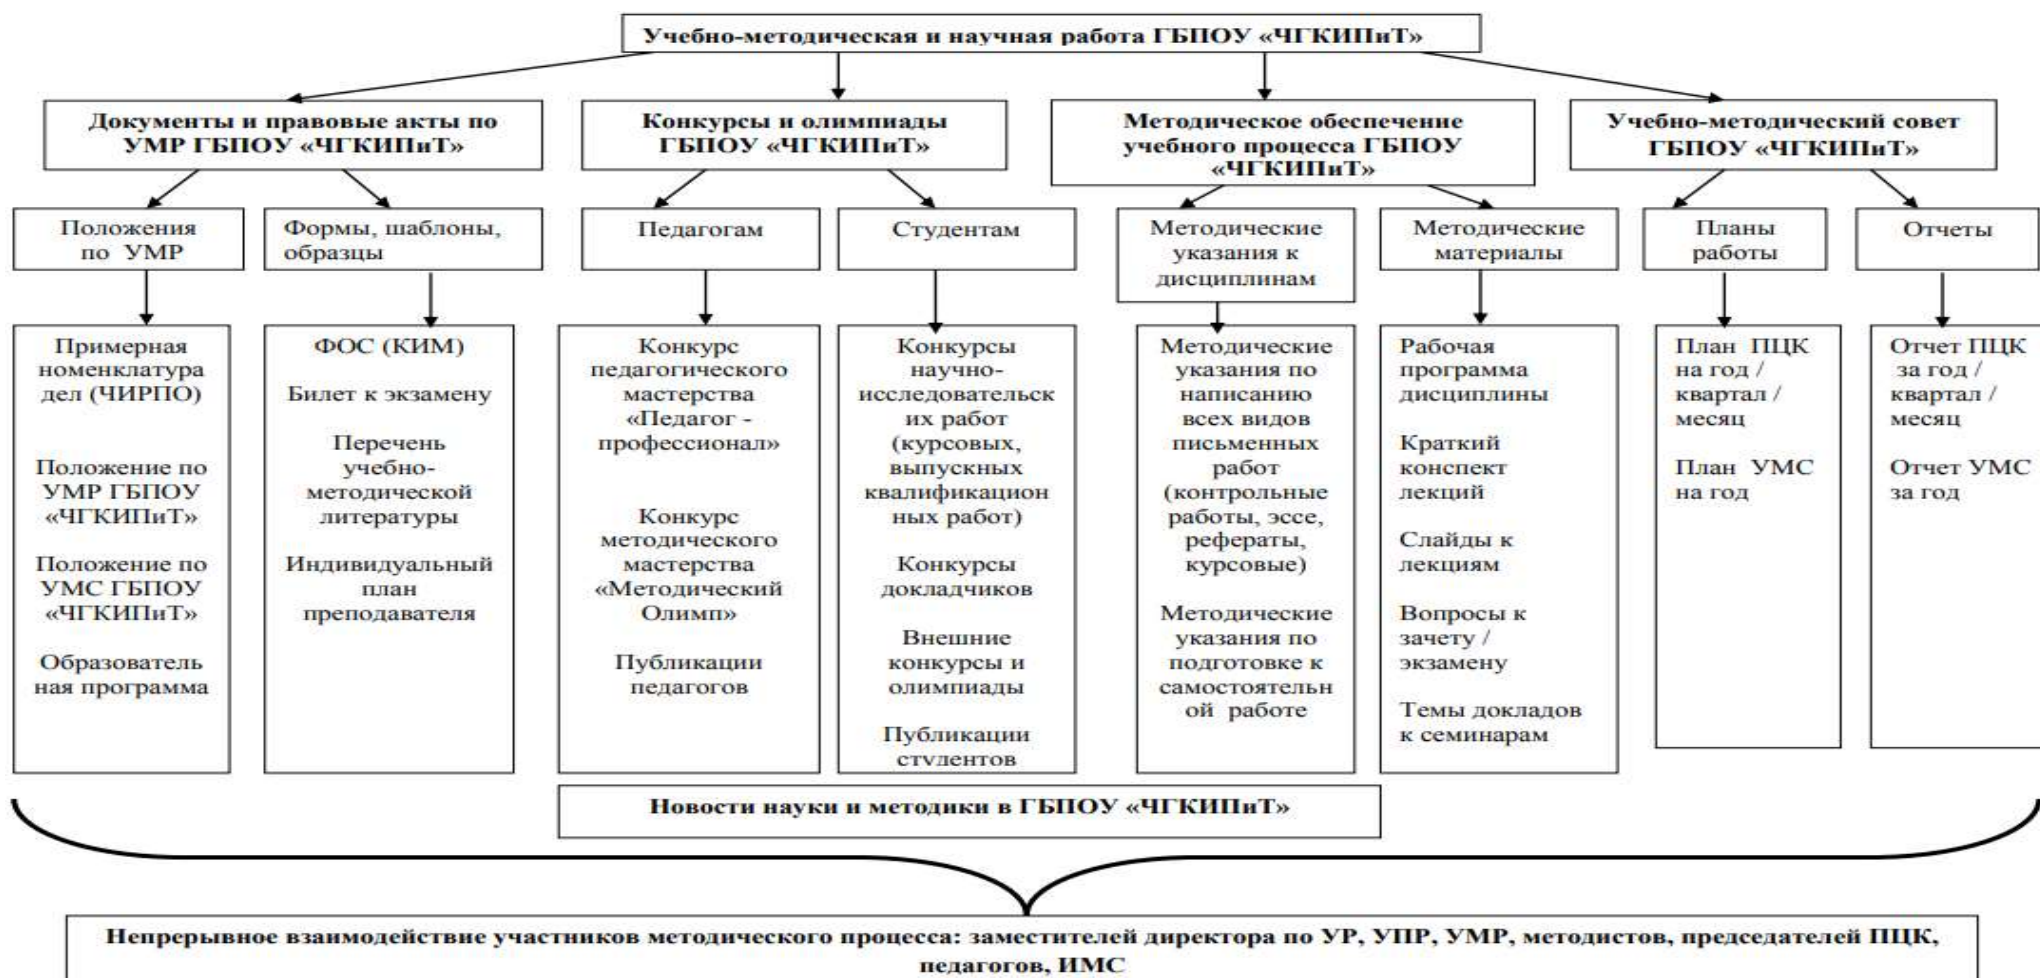 Учебно-методическая и научная работа ГБПОУ «ЧГКИПиТ»
Документы и правовые акты по
УМР ГБПОУ «ЧГКИПиТ»
Конкурсы и олимпиады
ГБПОУ «ЧГКИПиТ»
Методическое обеспечение
учебного процесса ГБПОУ
«ЧГКИПиТ»
Учебно-методический совет
ГБПОУ «ЧГКИПиТ»
Положения
по УМР
Формы, шаблоны,
образцы
Педагогам
Студентам
Методические
указания к
дисциплинам
Методические
материалы
Планы
работы
Отчеты
Примерная
номенклатура
дел (ЧИРПО)
Положение по
УМР ГБПОУ
«ЧГКИПиТ»
Положение по
УМС ГБПОУ
«ЧГКИПиТ»
Образователь
ная программа
ФОС (КИМ)
Билет к экзамену
Перечень
учебно-
методической
литературы
Индивидуальный
план
преподавателя
Конкурс
педагогического
мастерства
«Педагог -
профессионал»
Конкурс
методического
мастерства
«Методический
Олимп»
Публикации
педагогов
Конкурсы
научно-
исследовательск
их работ
(курсовых,
выпускных
квалификацион
ных работ)
Конкурсы
докладчиков
Внешние
конкурсы и
олимпиады
Публикации
студентов
Методические
указания по
написанию
всех видов
письменных
работ
(контрольные
работы, эссе,
рефераты,
курсовые)
Методические
указания по
подготовке к
самостоятельн
ой работе
Рабочая
программа
дисциплины
Краткий
конспект
лекций
Слайды к
лекциям
Вопросы к
зачету /
экзамену
Темы докладов
к семинарам
План ПЦК
на год /
квартал /
месяц
План УМС
на год
Отчет ПЦК
за год /
квартал /
месяц
Отчет УМС
за год
Новости науки и методики в ГБПОУ «ЧГКИПиТ»
Непрерывное взаимодействие участников методического процесса: заместителей директора по УР, УПР, УМР, методистов, председателей ПЦК,
педагогов, ИМС